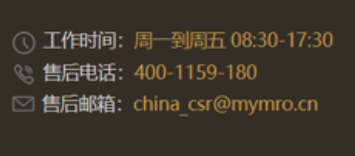 工作时间：周一到周五 08:30-17:30
售后电话：400-1159-180
售后邮箱：china_csr@mymro.cn